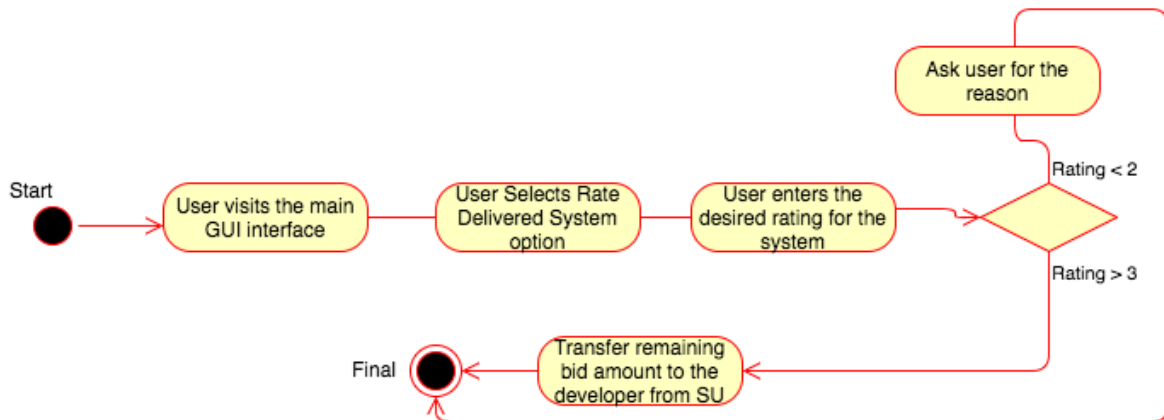 Ask user for the
reason
Rating < 2
Start
User visits the main
GUI interface
User Selects Rate
Delivered System
option
User enters the
desired rating for the
system
Rating > 3
Final
Transfer remaining
bid amount to the
developer from SU